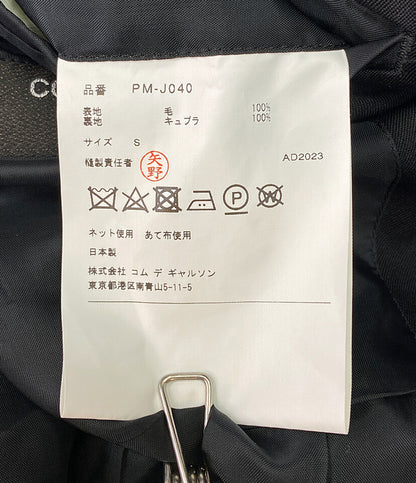 CO
品番 PM-J040
表地 毛 100%
裏地 キュプラ 100%
サイズ S
縫製責任者 矢野 AD2023
P W
ネット使用 あて布使用
日本製
株式会社 コム デ ギャルソン
東京都港区南青山5-11-5